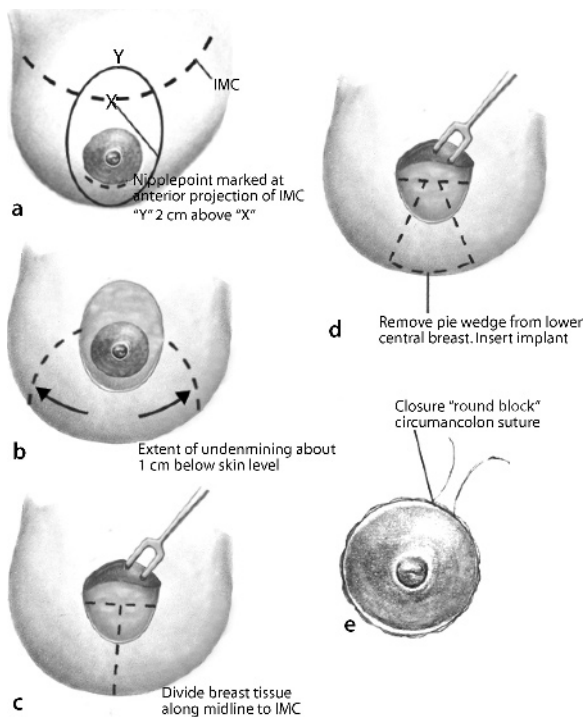 Y
IMC
X
Nipplepoint marked at
anterior projection of IMC
"Y" 2 cm above "X"
a
Extent of undenmining about
1 cm below skin level
b
Divide breast tissue
along midline to IMC
c
Remove pie wedge from lower
central breast. Insert implant
d
Closure "round block"
circumancolon suture
e